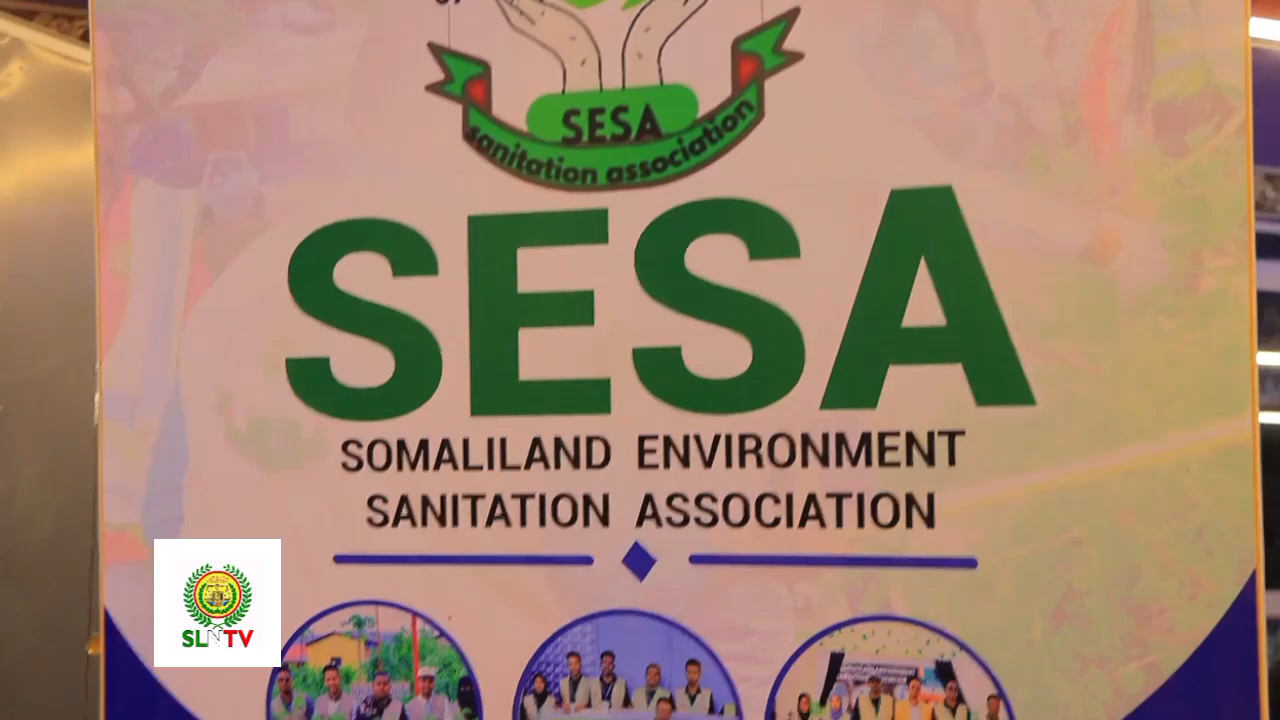 SESA
sanitation association
SESA
SOMALILAND ENVIRONMENT
SANITATION ASSOCIATION
SLNTV